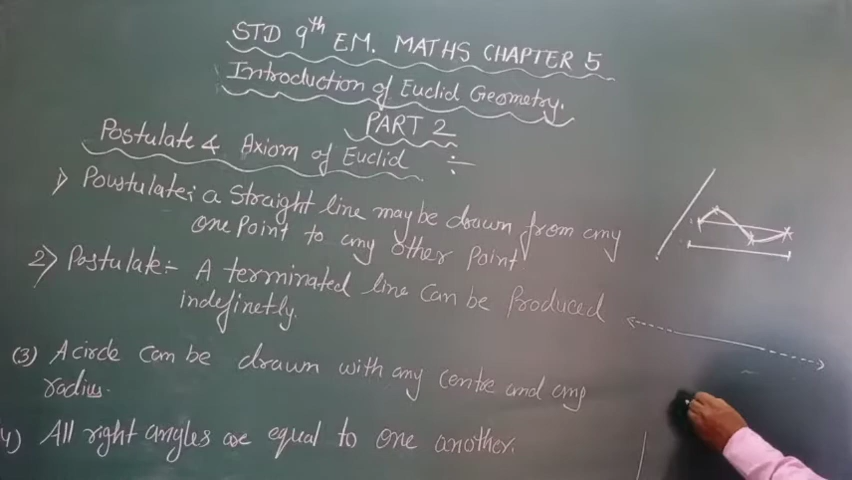 STD 9th EM. MATHS CHAPTER 5
Introduction of Euclid Geometry.
PART 2
Postulate & Axiom of Euclid :-
1) Poustulate: a Straight line may be drawn from any
one Point to any other Point
2) Postulate:- A terminated line can be Produced
indefinetly.
(3) A circle can be drawn with any centre and any
radius.
4) All right angles are equal to one another.